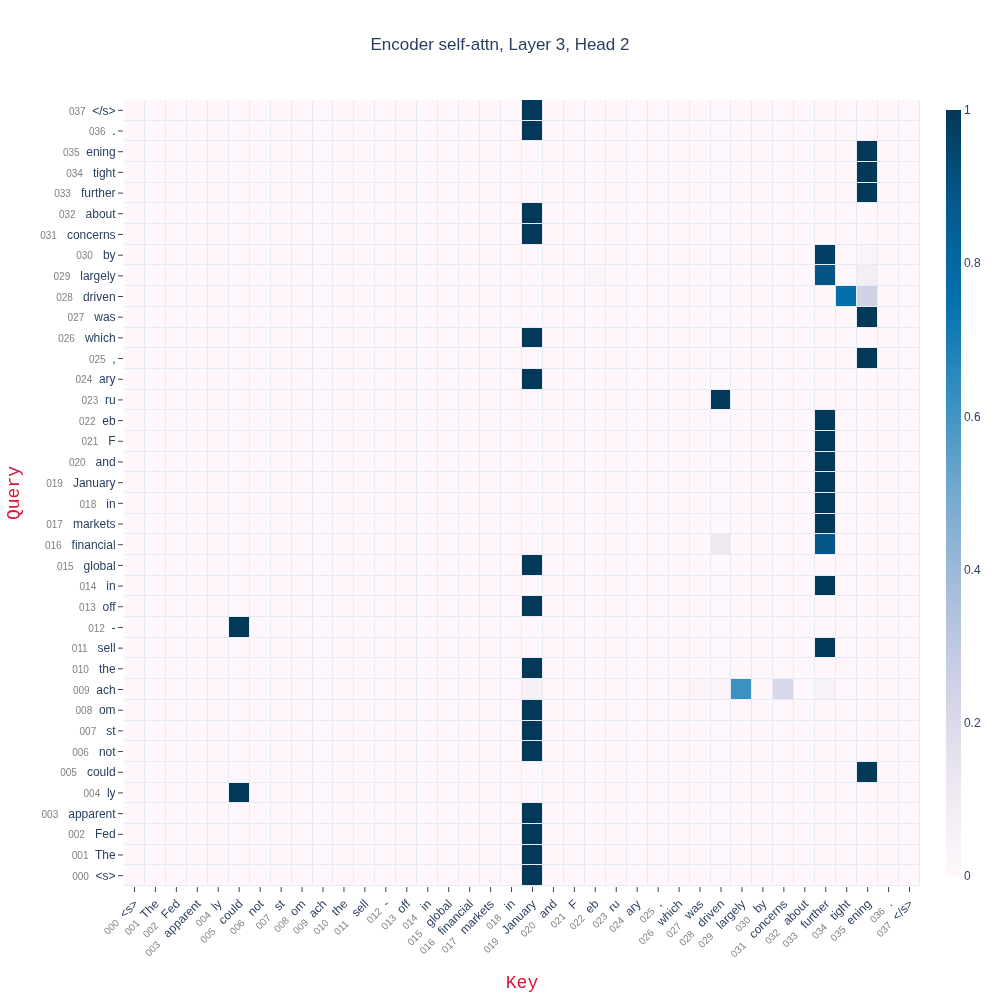 Encoder self-attn, Layer 3, Head 2
037 </s>
036 .
035 ening
034 tight
033 further
032 about
031 concerns
030 by
029 largely
028 driven
027 was
026 which
025 ,
024 ary
023 ru
022 eb
021 F
020 and
019 January
018 in
017 markets
016 financial
015 global
014 in
013 off
012 -
011 sell
010 the
009 ach
008 om
007 st
006 not
005 could
004 ly
003 apparent
002 Fed
001 The
000 <s>
Query
000 <s>
001 The
002 Fed
003 apparent
004 ly
005 could
006 not
007 st
008 om
009 ach
010 the
011 sell
012 -
013 off
014 in
015 global
016 financial
017 markets
018 in
019 January
020 and
021 F
022 eb
023 ru
024 ary
025 ,
026 which
027 was
028 driven
029 largely
030 by
031 concerns
032 about
033 further
034 tight
035 ening
036 .
037 </s>
Key
1
0.8
0.6
0.4
0.2
0